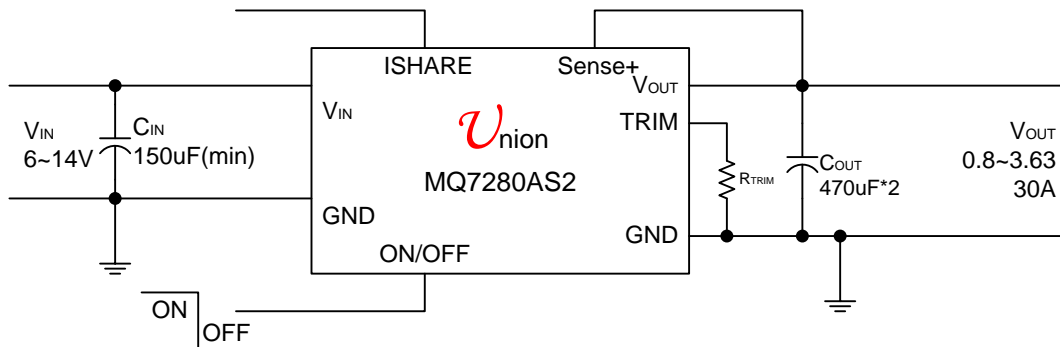 ISHARE
Sense+
VOUT
VIN
TRIM
Union
MQ7280AS2
GND
GND
ON/OFF
VIN
6~14V
CIN
150uF(min)
RTRIM
COUT
470uF*2
VOUT
0.8~3.63
30A
ON
OFF